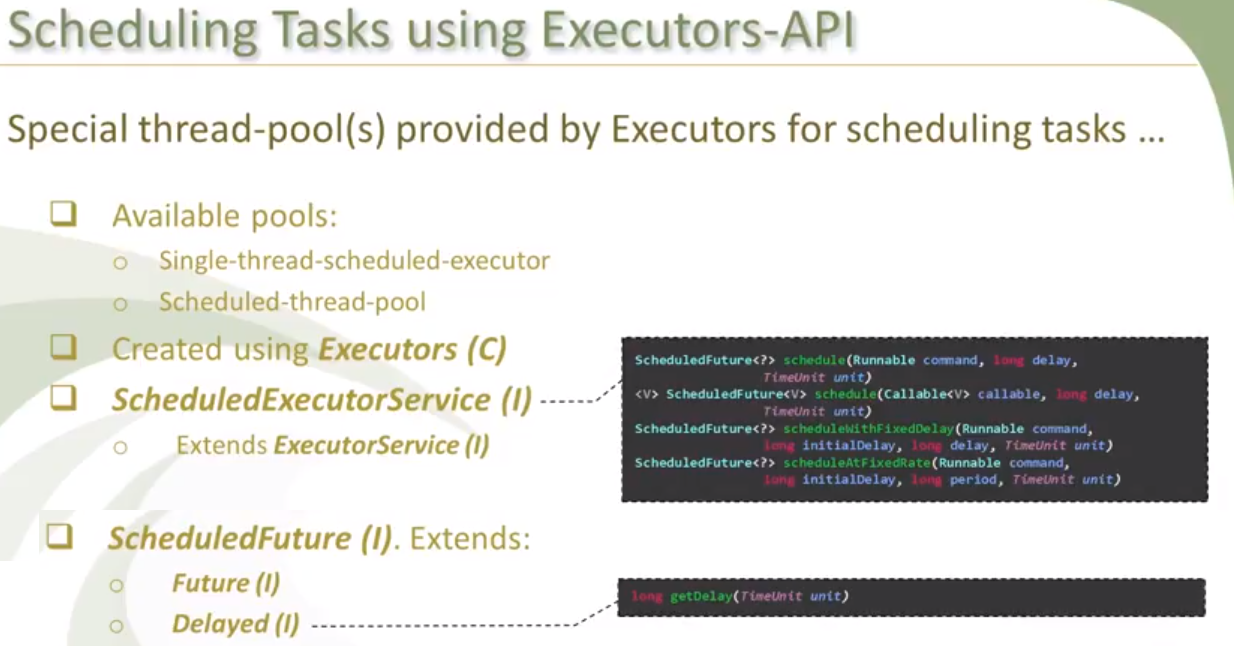 Scheduling Tasks using Executors-API
Special thread-pool(s) provided by Executors for scheduling tasks ...
Available pools:
Single-thread-scheduled-executor
Scheduled-thread-pool
Created using Executors (C)
ScheduledExecutorService (I)
Extends ExecutorService (I)
ScheduledFuture<?> schedule(Runnable command, long delay,
TimeUnit unit)
<V> ScheduledFuture<V> schedule(Callable<V> callable, long delay,
TimeUnit unit)
ScheduledFuture<?> scheduleWithFixedDelay(Runnable command,
long initialDelay, long delay, TimeUnit unit)
ScheduledFuture<?> scheduleAtFixedRate(Runnable command,
long initialDelay, long period, TimeUnit unit)
ScheduledFuture (I). Extends:
Future (I)
Delayed (I)
long getDelay(TimeUnit unit)